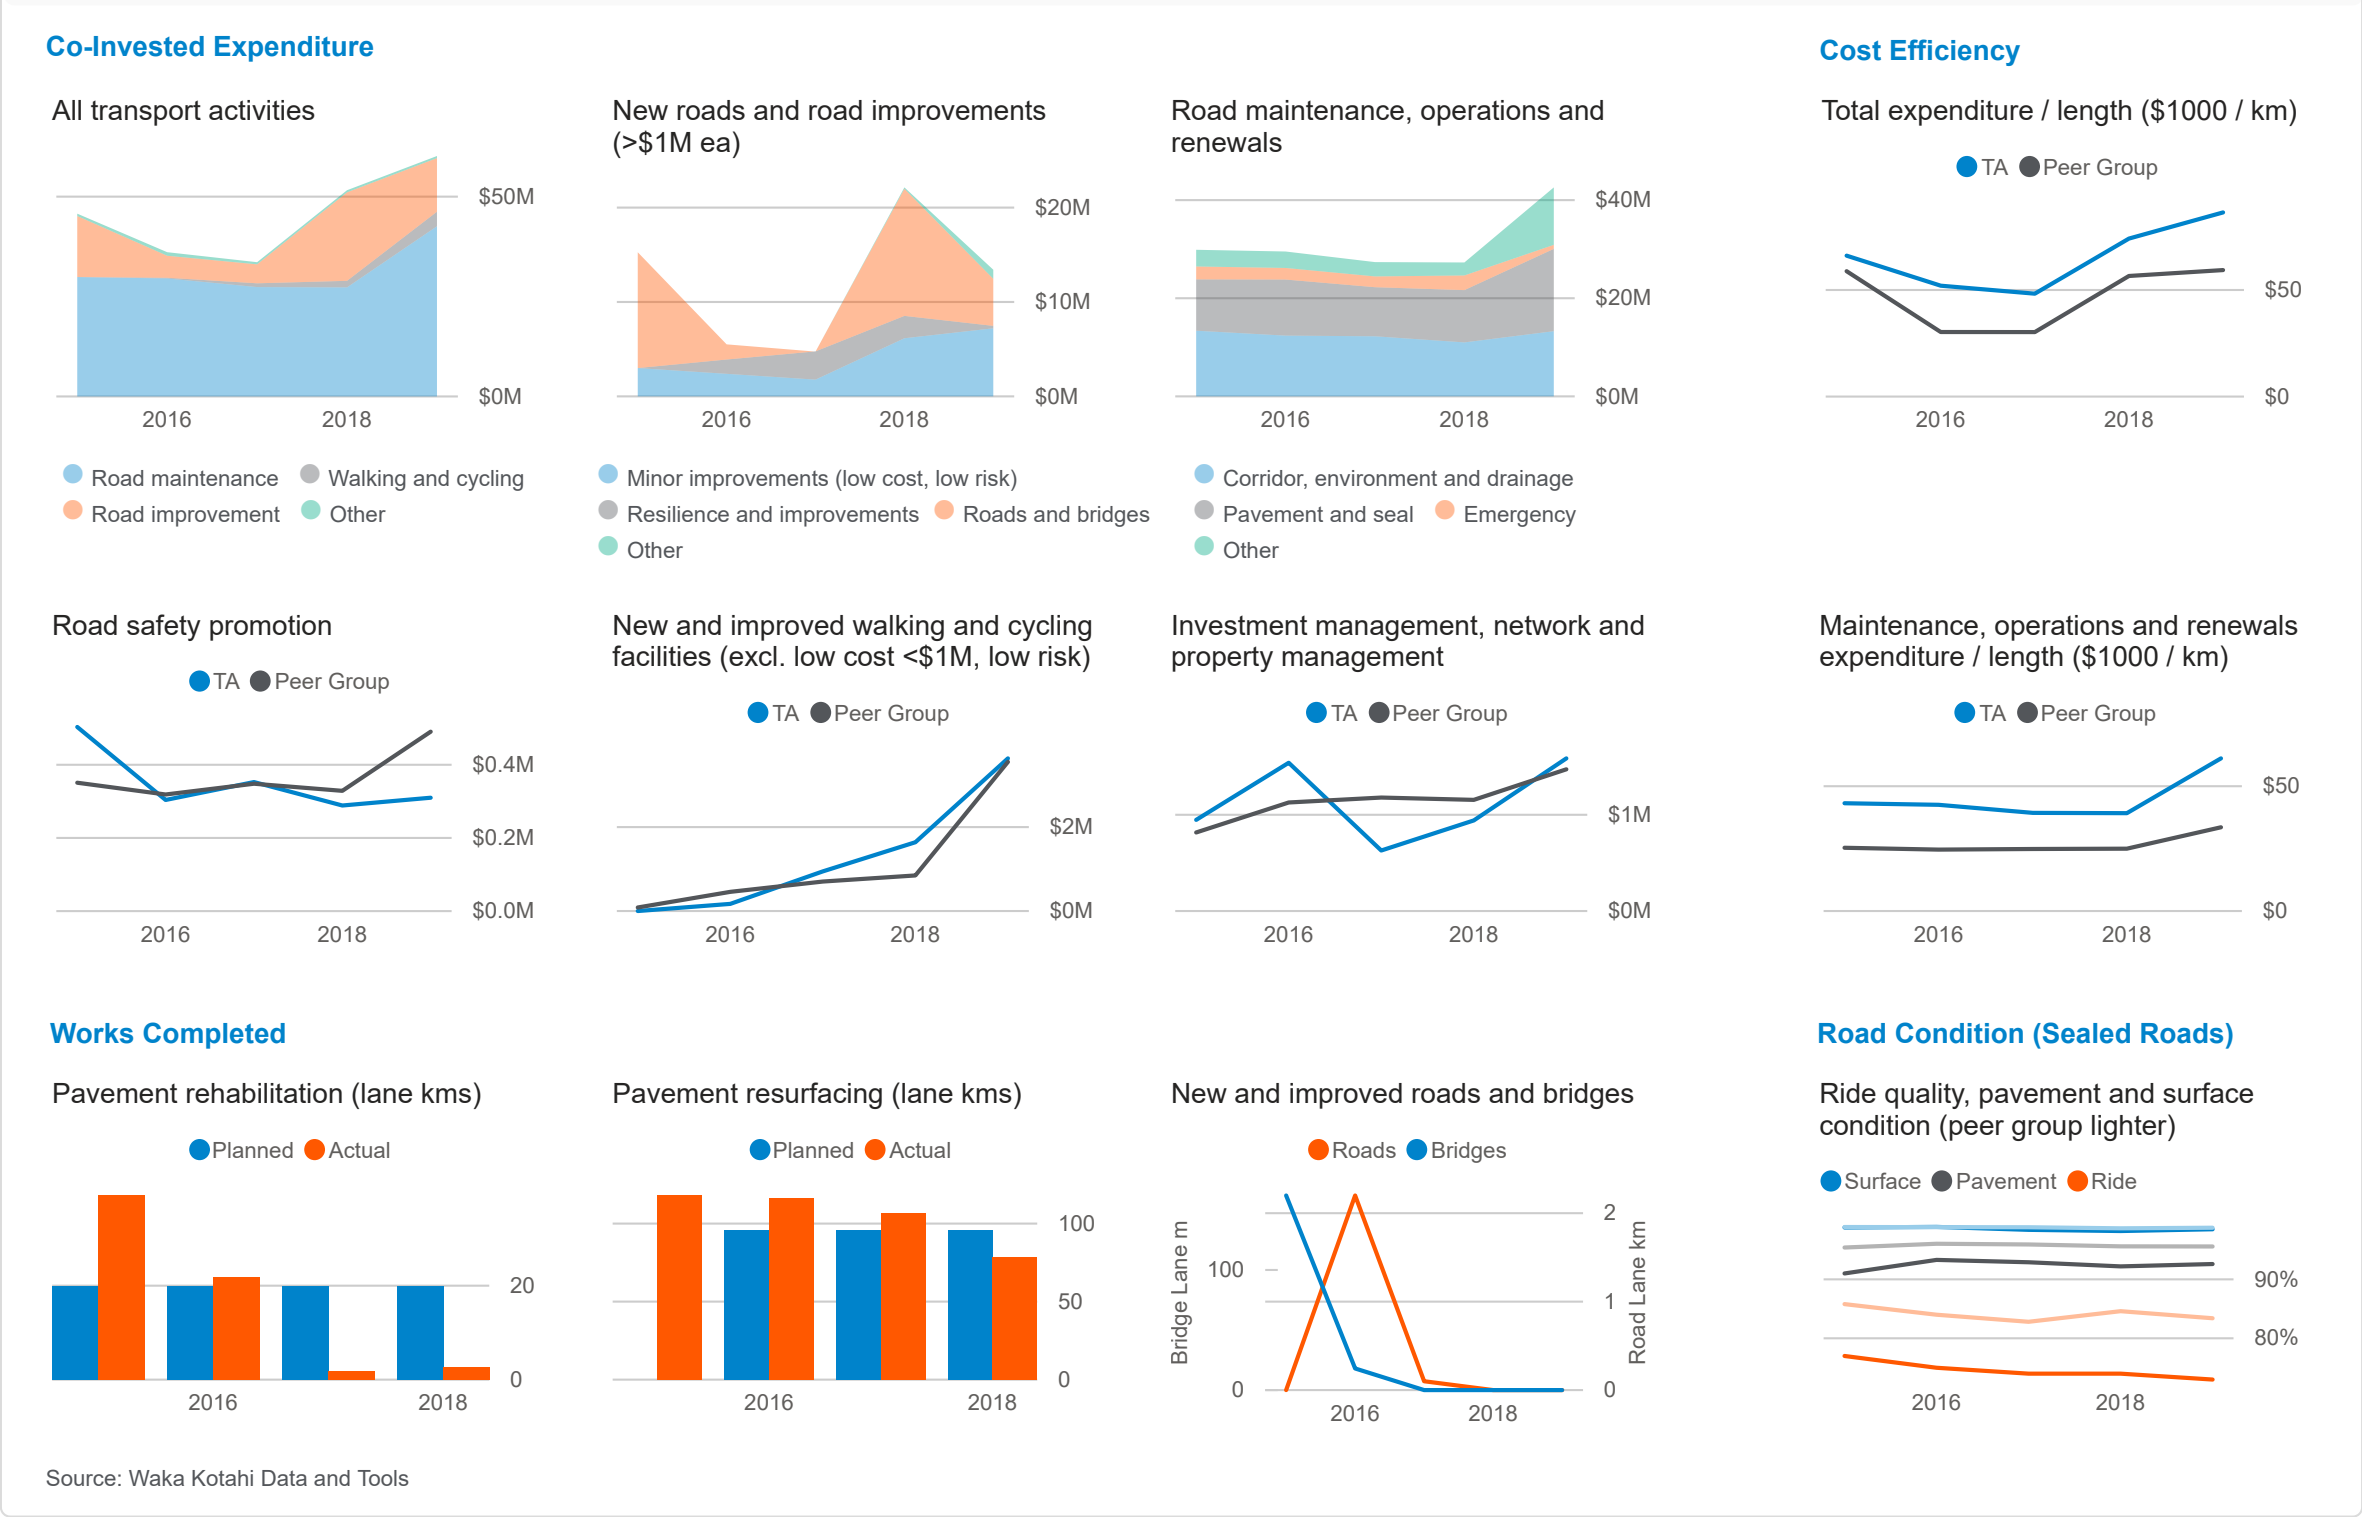 Co-Invested Expenditure
Cost Efficiency
All transport activities
$50M
$0M
2016 2018
Road maintenance Walking and cycling
Road improvement Other
New roads and road improvements
(>$1M ea)
$20M
$10M
$0M
2016 2018
Minor improvements (low cost, low risk)
Resilience and improvements Roads and bridges
Other
Road maintenance, operations and
renewals
$40M
$20M
$0M
2016 2018
Corridor, environment and drainage
Pavement and seal Emergency
Other
Total expenditure / length ($1000 / km)
TA Peer Group
$50
$0
2016 2018
Road safety promotion
TA Peer Group
$0.4M
$0.2M
$0.0M
2016 2018
New and improved walking and cycling
facilities (excl. low cost <$1M, low risk)
TA Peer Group
$2M
$0M
2016 2018
Investment management, network and
property management
TA Peer Group
$1M
$0M
2016 2018
Maintenance, operations and renewals
expenditure / length ($1000 / km)
TA Peer Group
$50
$0
2016 2018
Works Completed
Road Condition (Sealed Roads)
Pavement rehabilitation (lane kms)
Planned Actual
20
0
2016 2018
Pavement resurfacing (lane kms)
Planned Actual
100
50
0
2016 2018
New and improved roads and bridges
Roads Bridges
Bridge Lane m
100
0
2
1
0
Road Lane km
2016 2018
Ride quality, pavement and surface
condition (peer group lighter)
Surface Pavement Ride
90%
80%
2016 2018
Source: Waka Kotahi Data and Tools